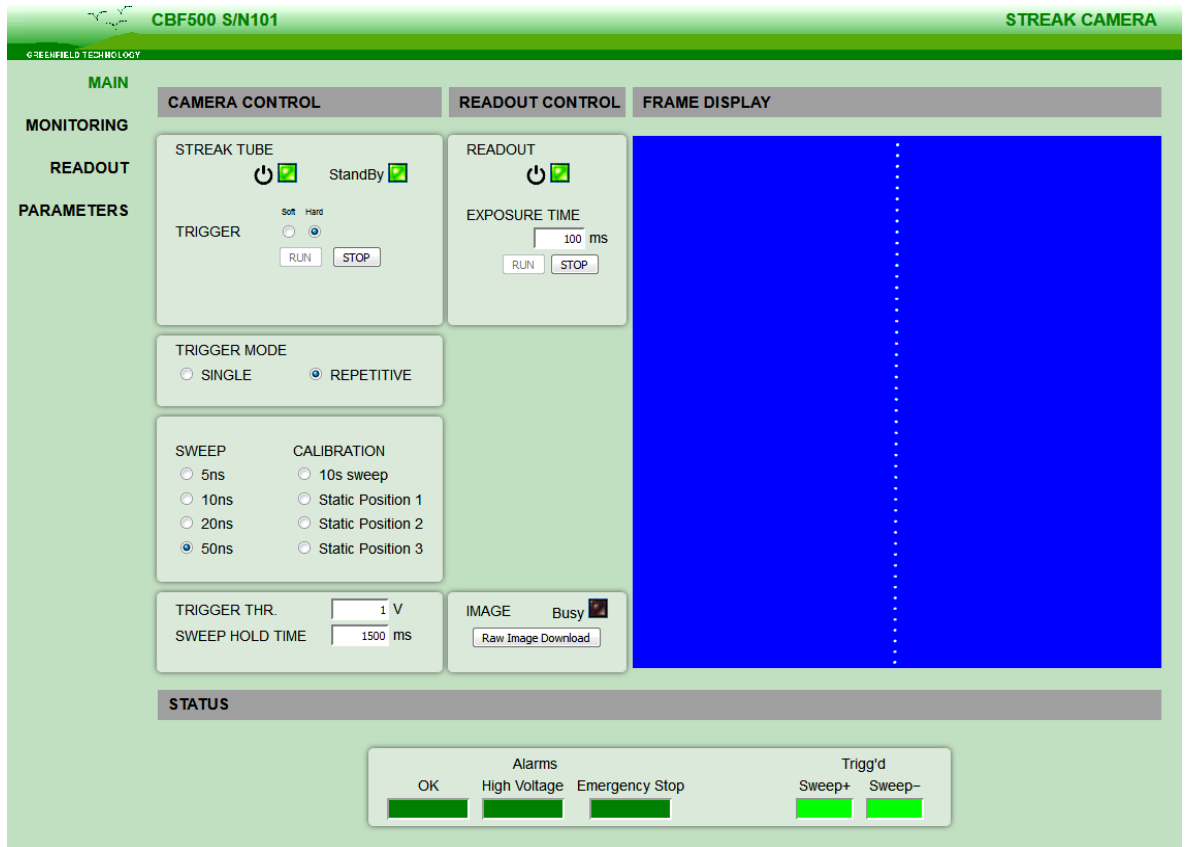 CBF500 S/N101
STREAK CAMERA
GREENFIELD TECHNOLOGY
MAIN
MONITORING
READOUT
PARAMETERS
CAMERA CONTROL
READOUT CONTROL
FRAME DISPLAY
STREAK TUBE
StandBy
TRIGGER
Soft Hard
RUN STOP
READOUT
EXPOSURE TIME
100 ms
RUN STOP
TRIGGER MODE
SINGLE REPETITIVE
SWEEP CALIBRATION
5ns 10s sweep
10ns Static Position 1
20ns Static Position 2
50ns Static Position 3
TRIGGER THR. 1 V
SWEEP HOLD TIME 1500 ms
IMAGE Busy
Raw Image Download
STATUS
Alarms Trigg'd
OK High Voltage Emergency Stop Sweep+ Sweep–